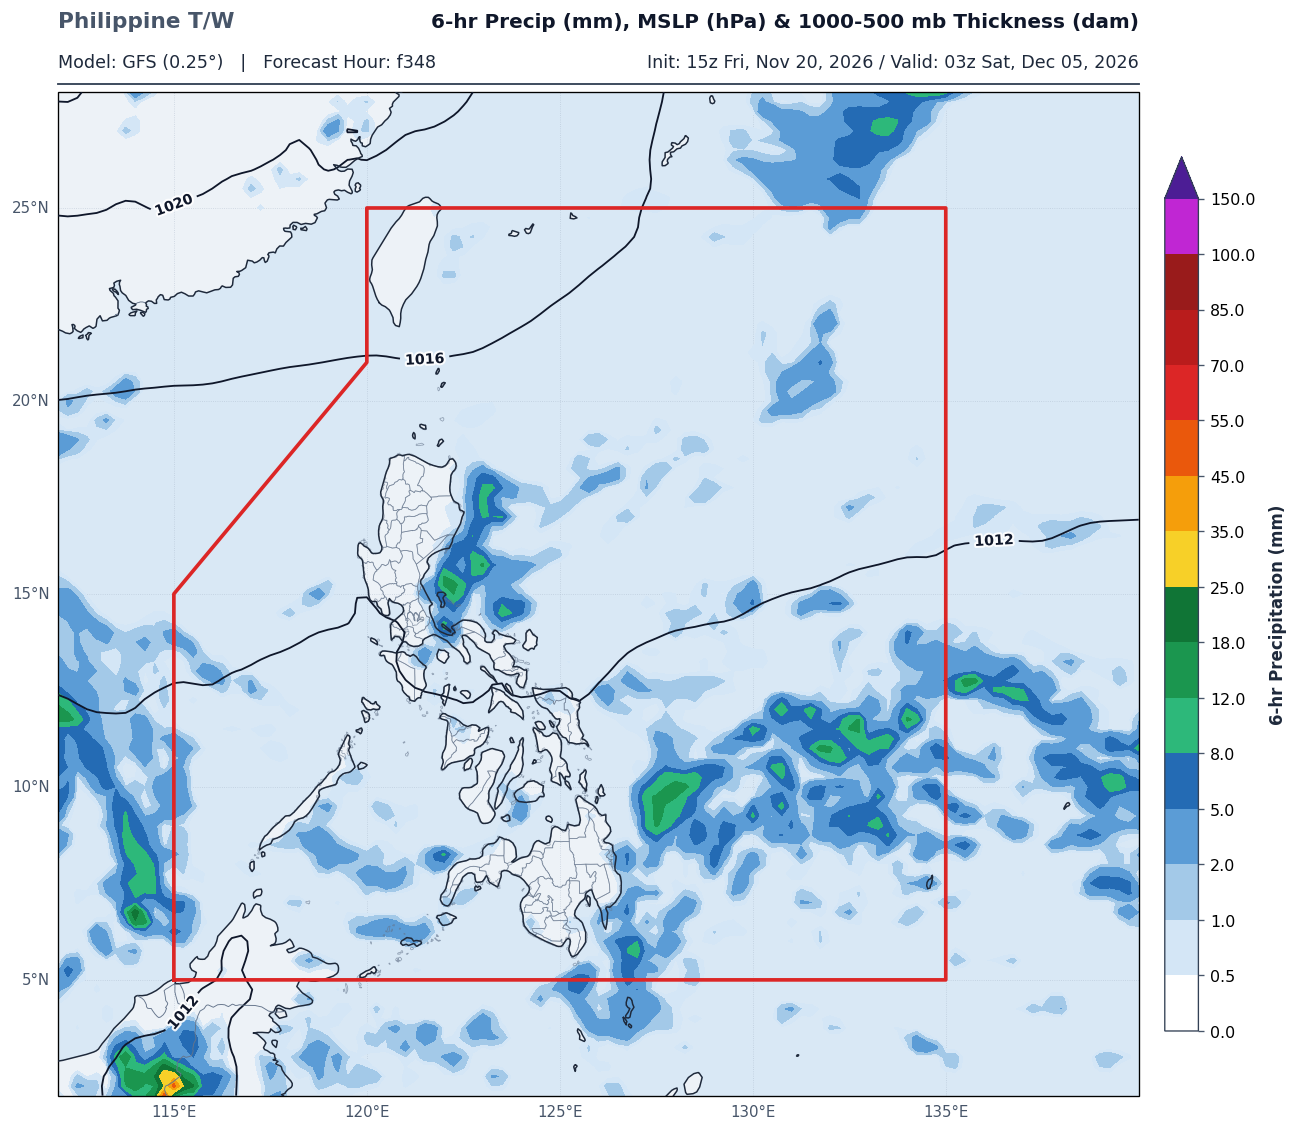 Philippine T/W
6-hr Precip (mm), MSLP (hPa) & 1000-500 mb Thickness (dam)
Model: GFS (0.25°)   |   Forecast Hour: f348
Init: 15z Fri, Nov 20, 2026 / Valid: 03z Sat, Dec 05, 2026
25°N
20°N
15°N
10°N
5°N
115°E
120°E
125°E
130°E
135°E
1020
1016
1012
1012
150.0
100.0
85.0
70.0
55.0
45.0
35.0
25.0
18.0
12.0
8.0
5.0
2.0
1.0
0.5
0.0
6-hr Precipitation (mm)